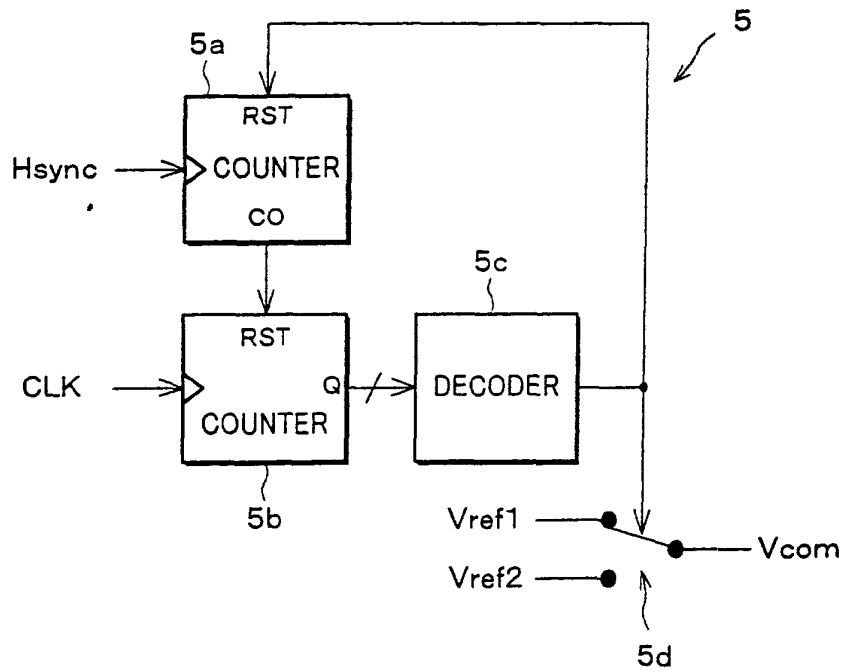 5
5a
RST
Hsync
COUNTER
CO
5c
RST
CLK
Q
DECODER
COUNTER
5b
Vref1
Vcom
Vref2
5d